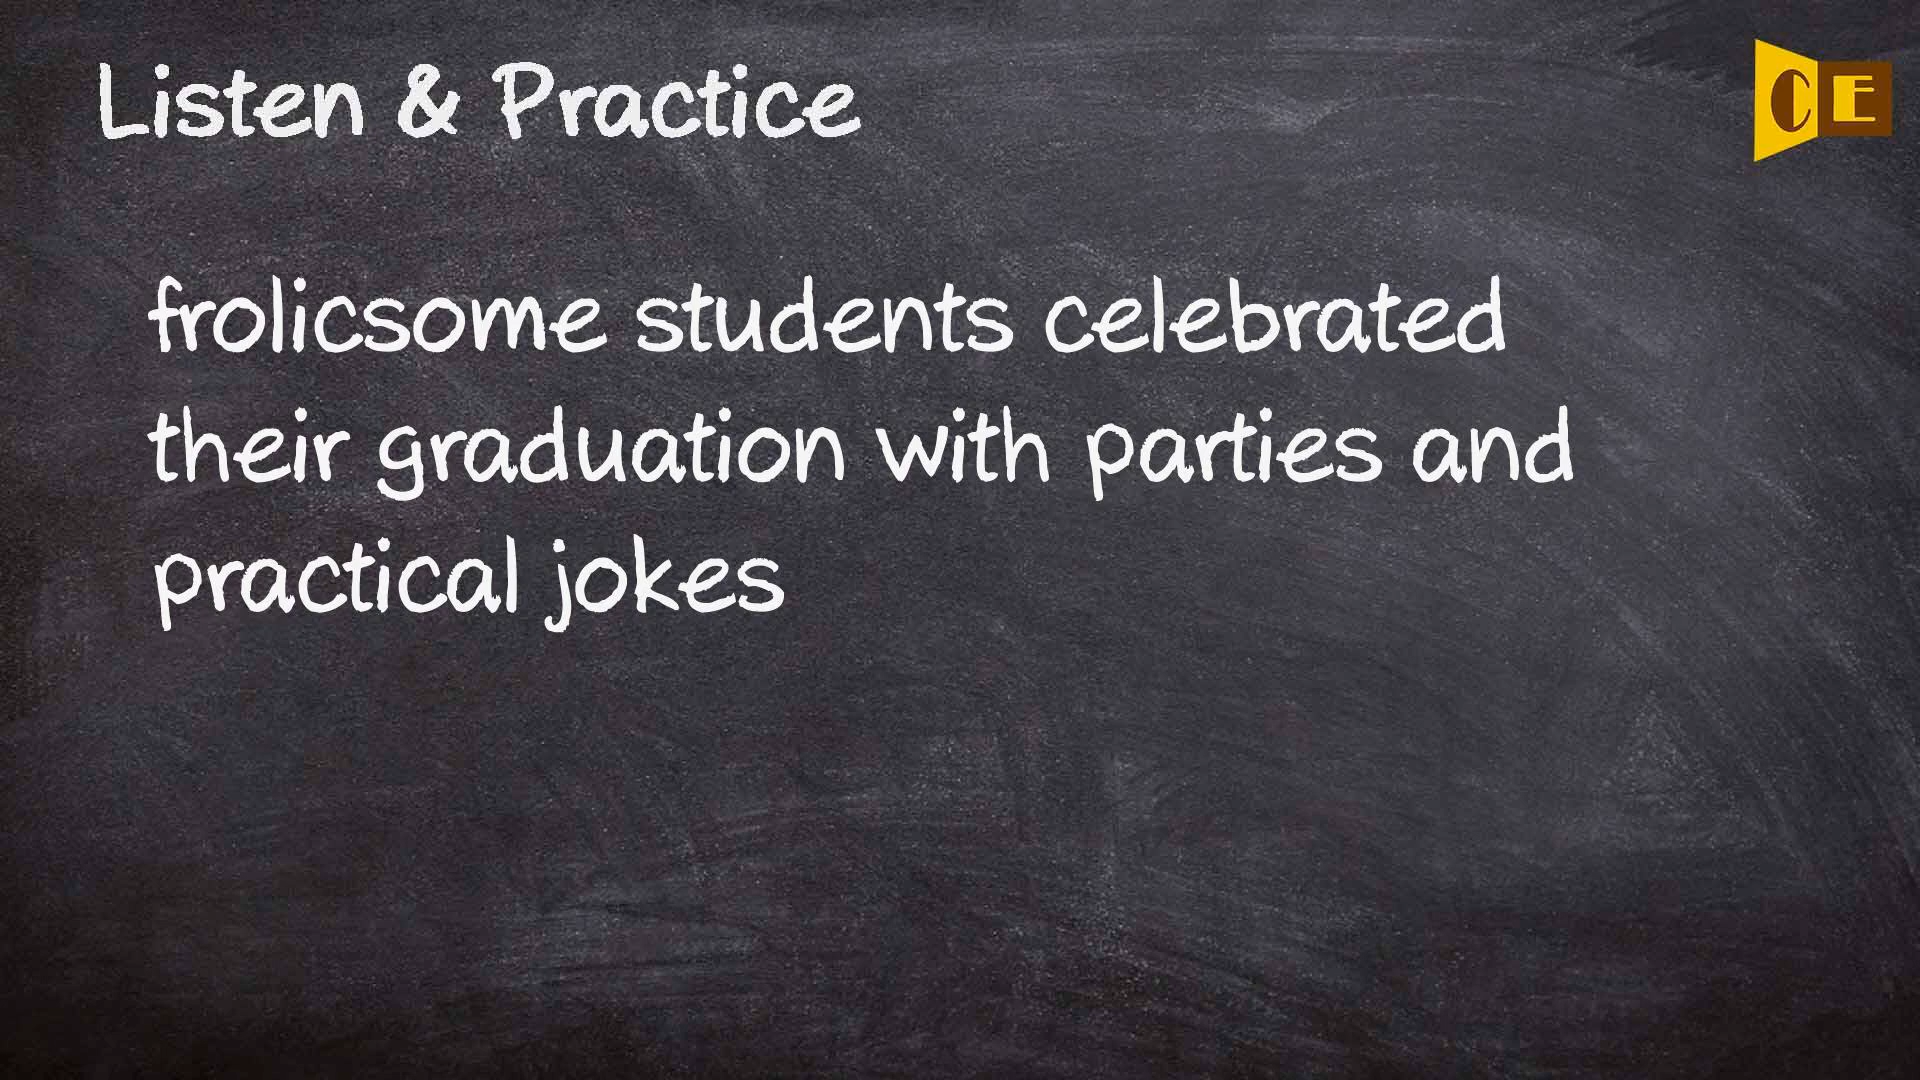 Listen & Practice
CE
frolicsome students celebrated
their graduation with parties and
practical jokes